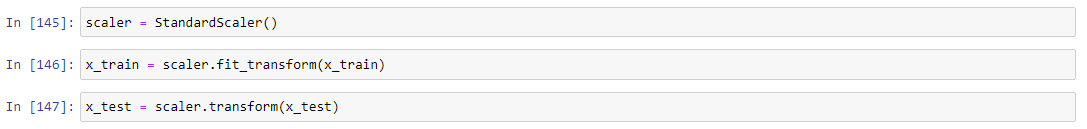 In [145]: scaler = StandardScaler()
In [146]: x_train = scaler.fit_transform(x_train)
In [147]: x_test = scaler.transform(x_test)